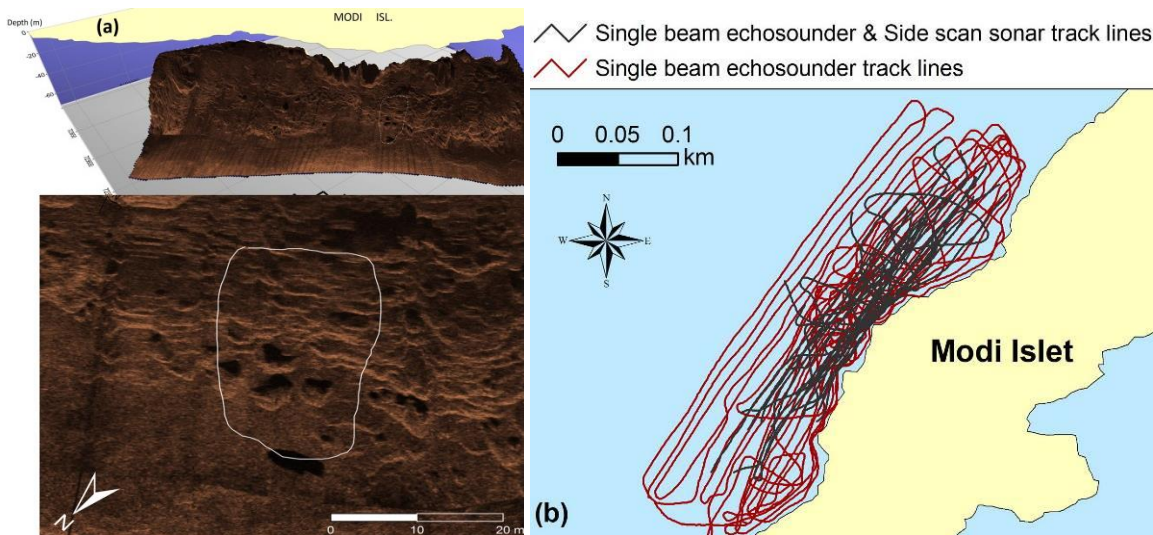 Depth (m)
(a)
MODI ISL.
0
-20
-40
-60
N
0 10 20 m
Single beam echosounder & Side scan sonar track lines
Single beam echosounder track lines
0 0.05 0.1
km
N
W E
S
Modi Islet
(b)